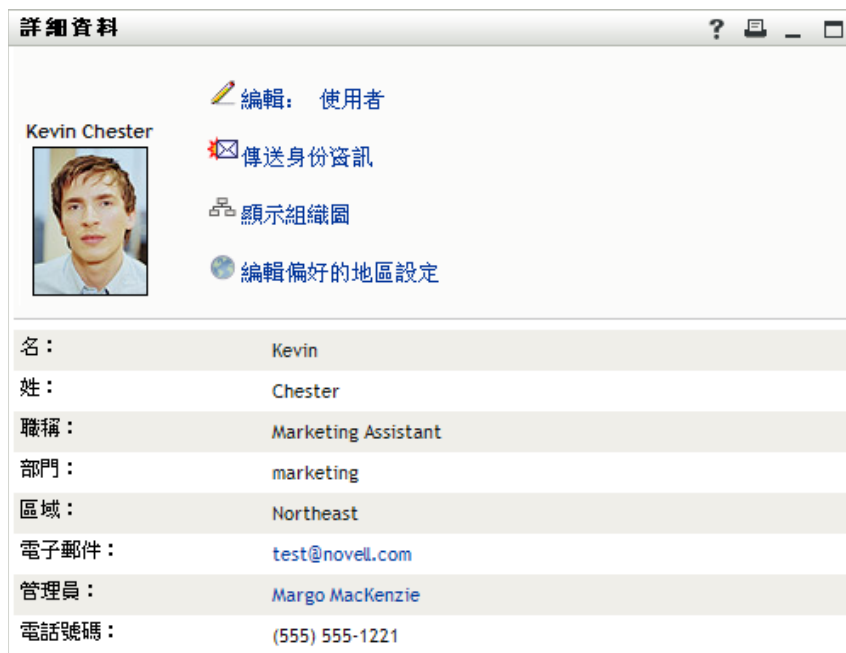 詳細資料
?
Kevin Chester
編輯： 使用者
傳送身份資訊
顯示組織圖
編輯偏好的地區設定
名： Kevin
姓： Chester
職稱： Marketing Assistant
部門： marketing
區域： Northeast
電子郵件： test@novell.com
管理員： Margo MacKenzie
電話號碼： (555) 555-1221